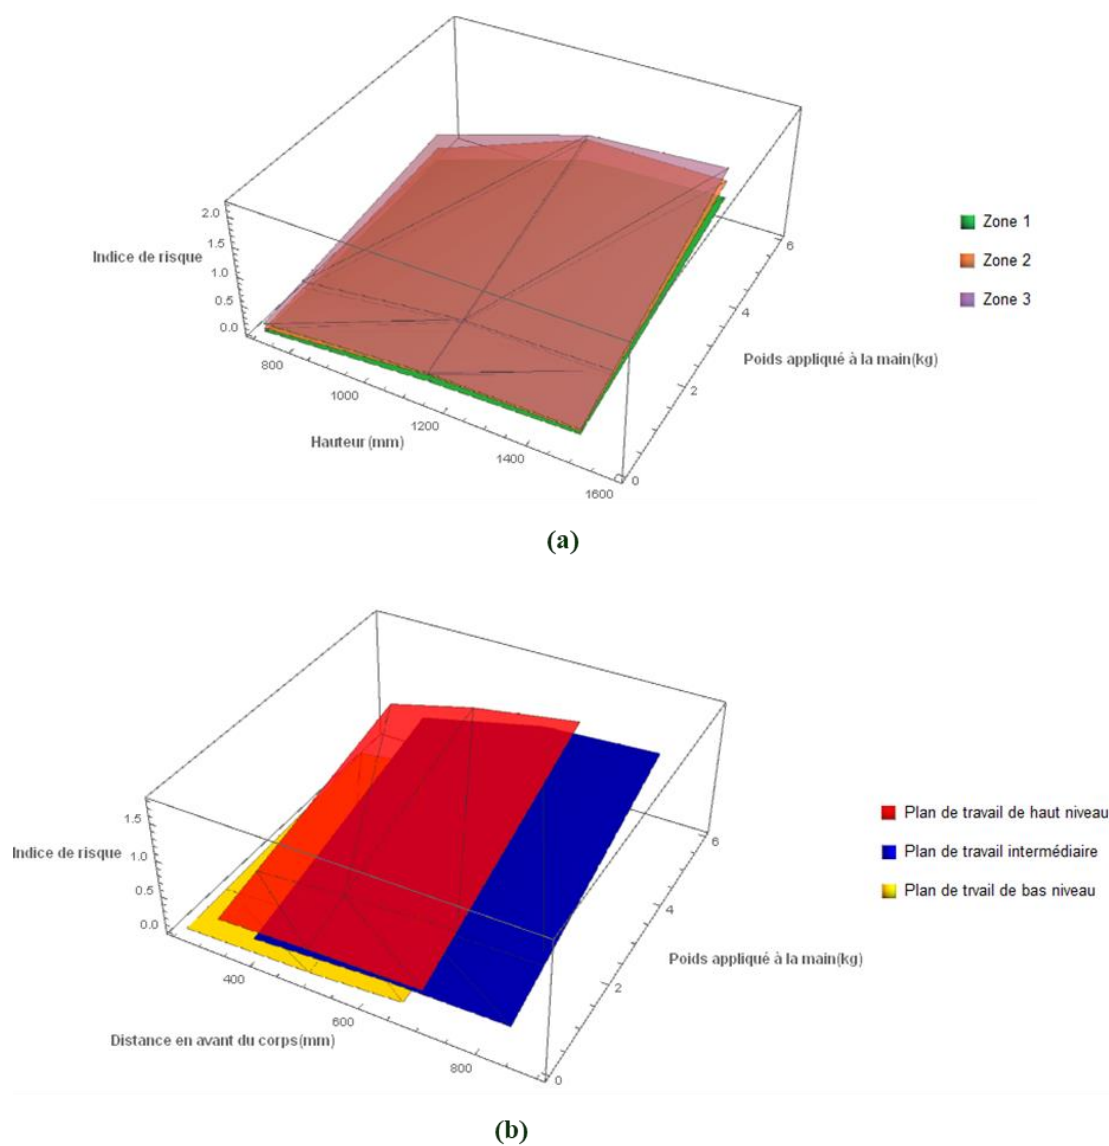 2.0
1.5
Indice de risque
1.0
0.5
0.0
800
1000
1200
1400
1600
Hauteur (mm)
0
2
4
6
Poids appliqué à la main(kg)
Zone 1
Zone 2
Zone 3
(a)
1.5
Indice de risque
1.0
0.5
0.0
400
600
800
Distance en avant du corps(mm)
0
2
4
6
Poids appliqué à la main(kg)
Plan de travail de haut niveau
Plan de travail intermédiaire
Plan de trvail de bas niveau
(b)